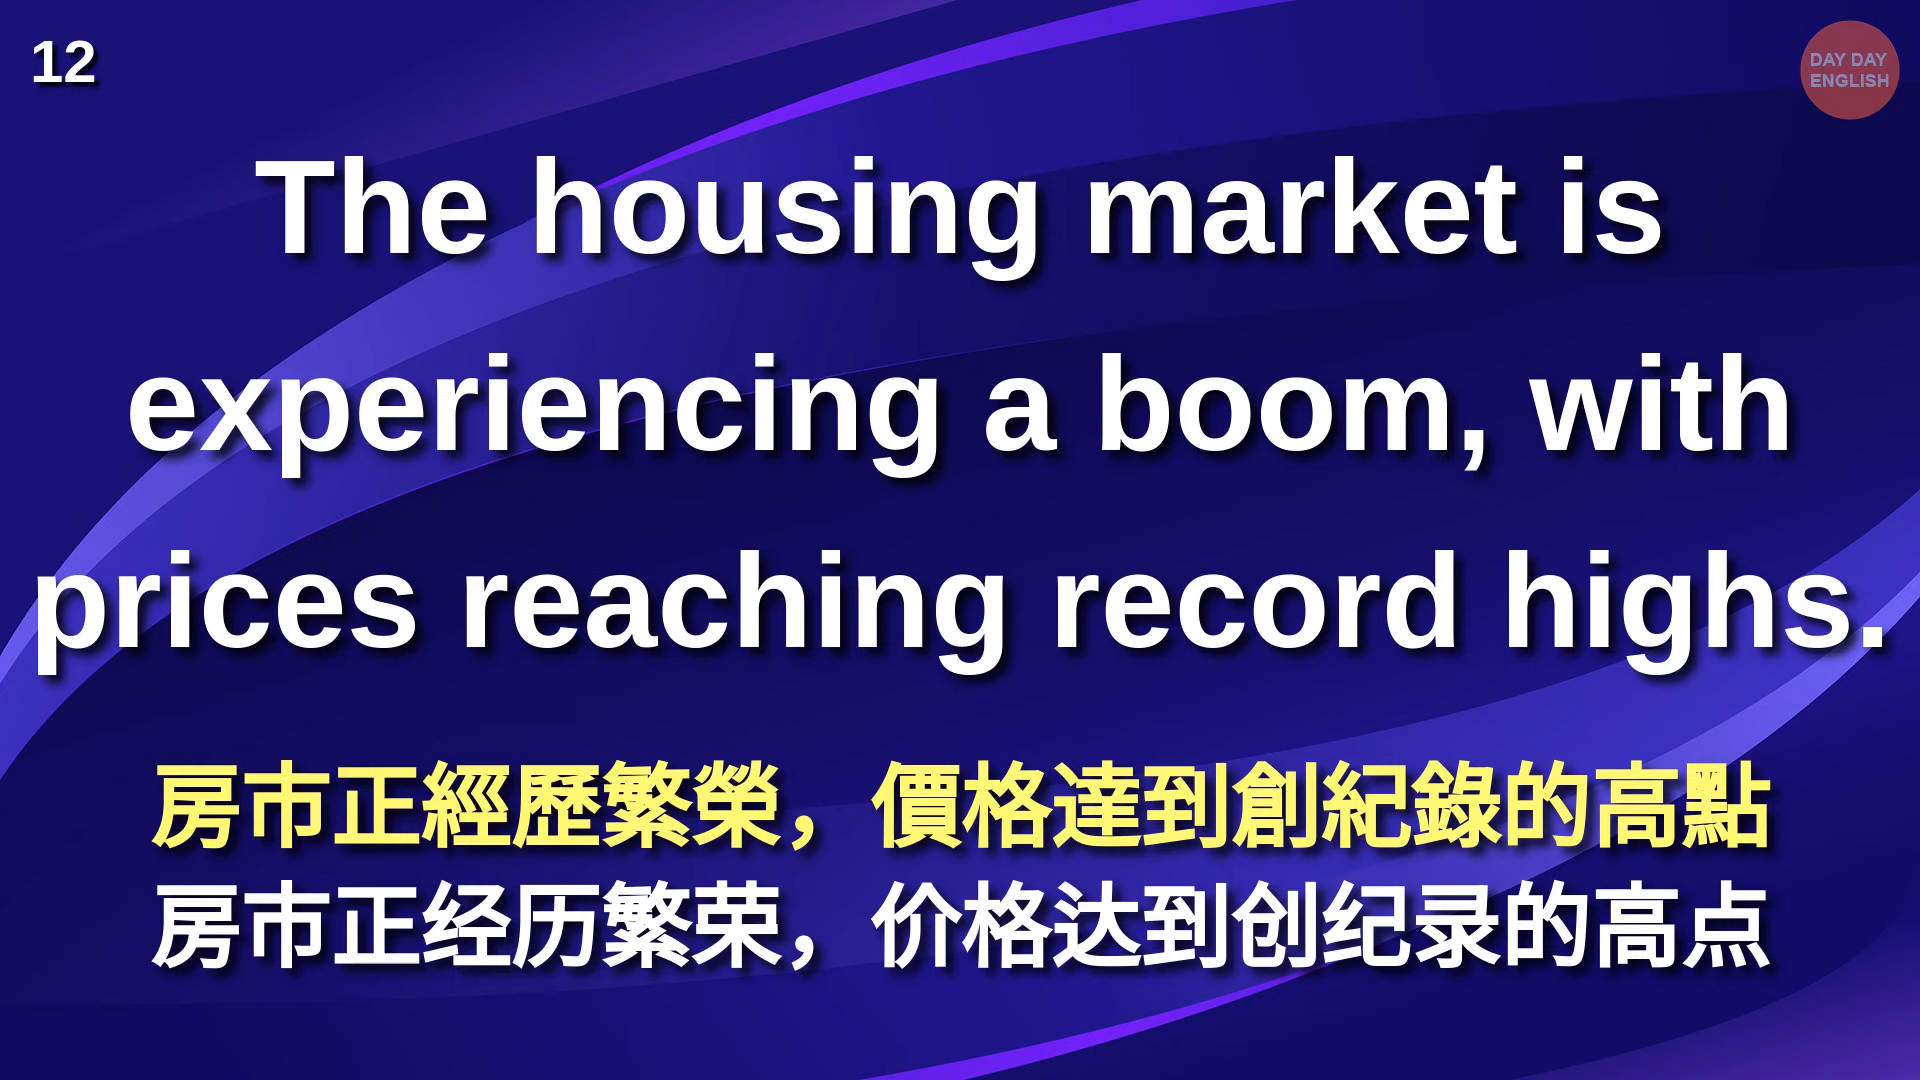 12
DAY DAY
ENGLISH
The housing market is
experiencing a boom, with
prices reaching record highs.
房市正經歷繁榮，價格達到創紀錄的高點
房市正经历繁荣，价格达到创纪录的高点